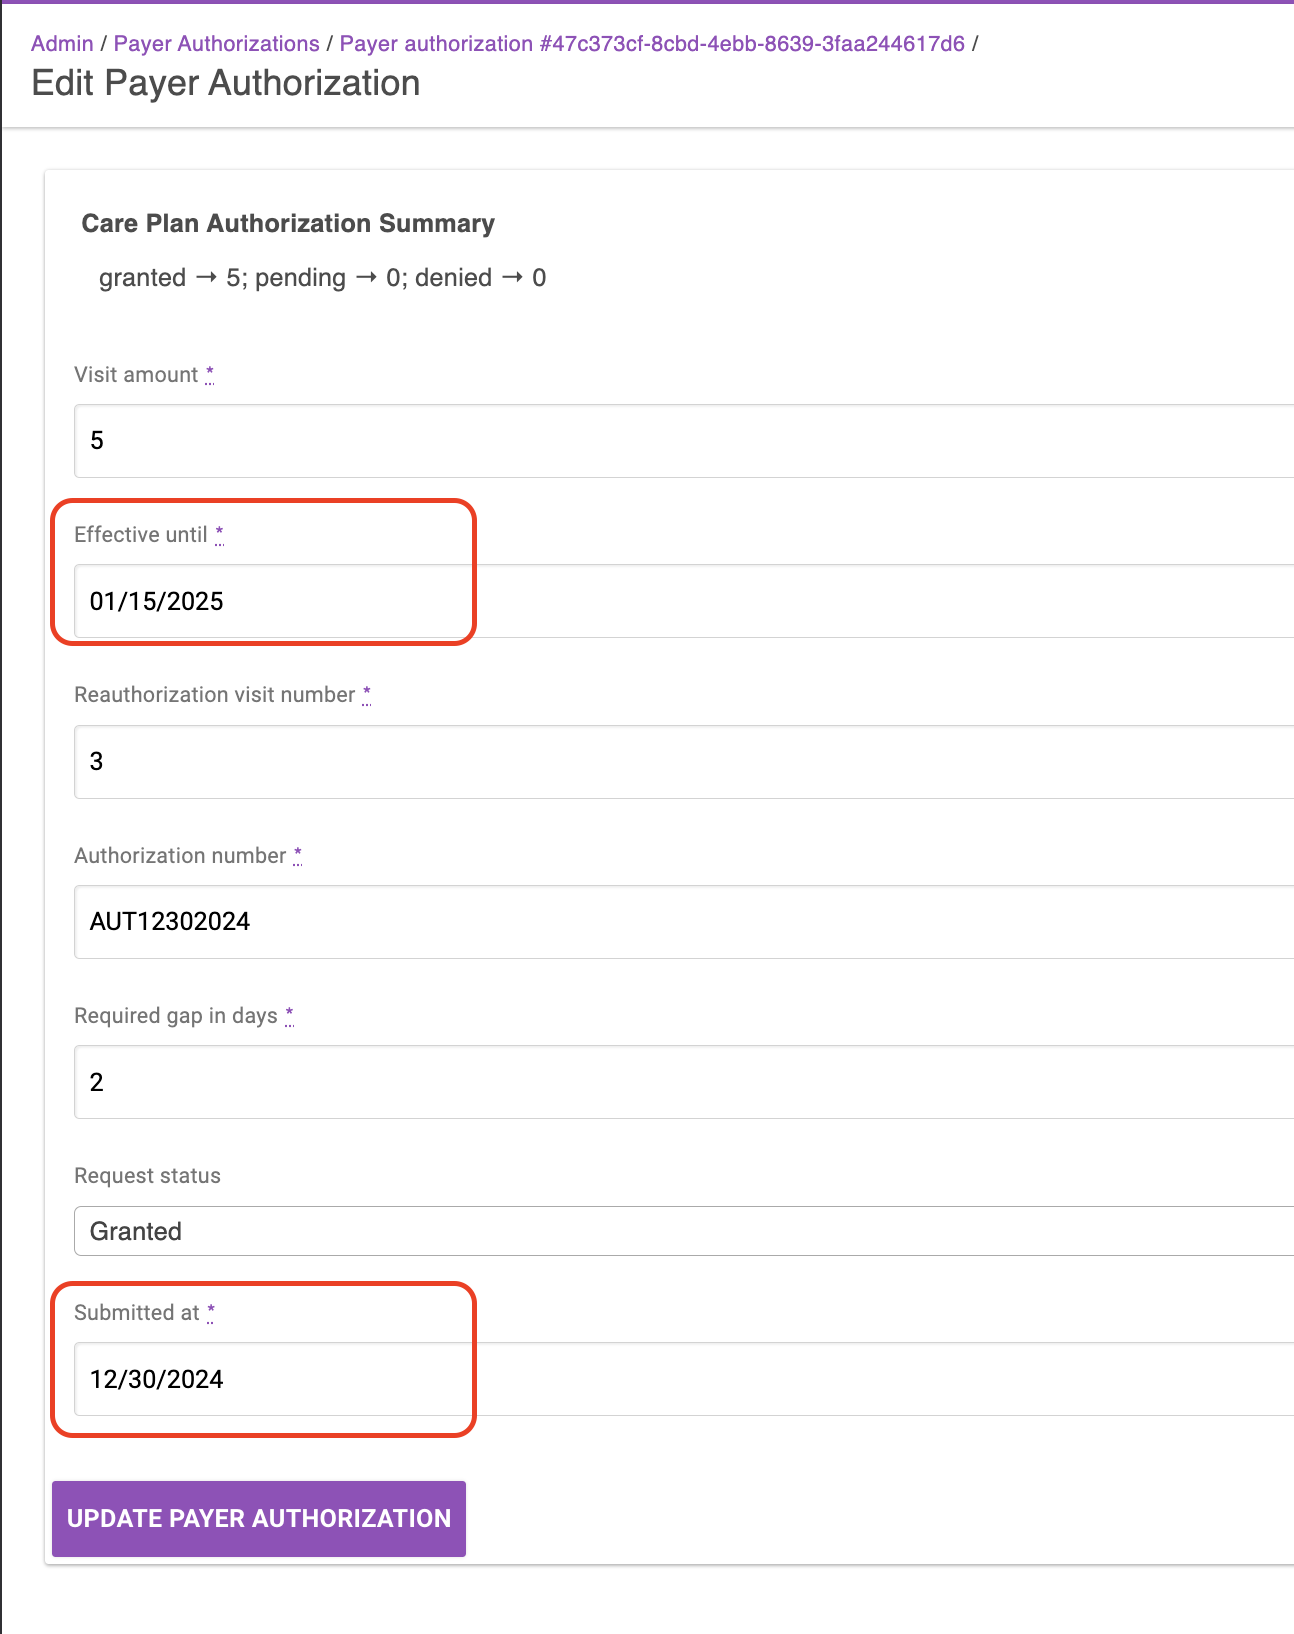 Admin / Payer Authorizations / Payer authorization #47c373cf-8cbd-4ebb-8639-3faa244617d6 /
Edit Payer Authorization
Care Plan Authorization Summary
granted → 5; pending → 0; denied → 0
Visit amount *
5
Effective until *
01/15/2025
Reauthorization visit number *
3
Authorization number *
AUT12302024
Required gap in days *
2
Request status
Granted
Submitted at *
12/30/2024
UPDATE PAYER AUTHORIZATION